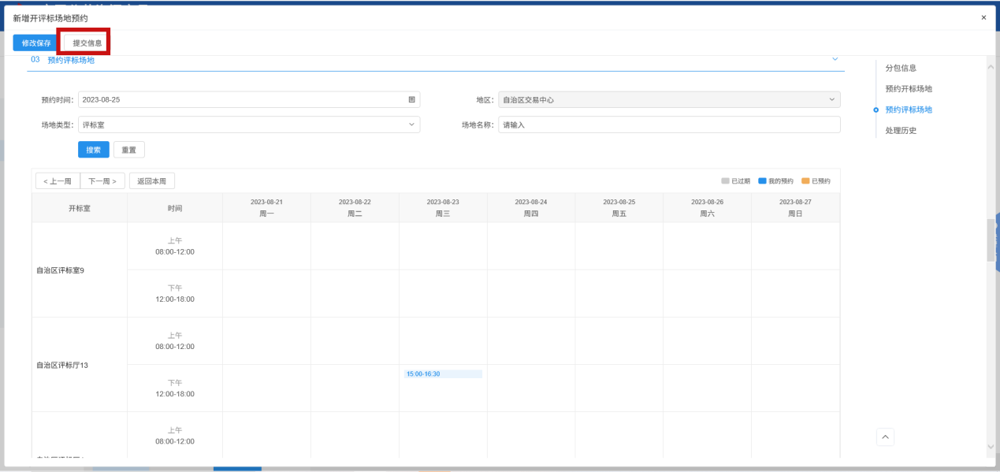 新增开评标场地预约 ×
修改保存 提交信息
03 预约评标场地
分包信息
预约开标场地
预约评标场地
处理历史
预约时间: 2023-08-25 地区: 自治区交易中心
场地类型: 评标室 场地名称: 请输入
搜索 重置
< 上一周 下一周 > 返回本周 已过期 我的预约 已预约
开标室 时间 2023-08-21 2023-08-22 2023-08-23 2023-08-24 2023-08-25 2023-08-26 2023-08-27
周一 周二 周三 周四 周五 周六 周日
上午
08:00-12:00
自治区评标室9
下午
12:00-18:00
上午
08:00-12:00
自治区评标厅13
下午
12:00-18:00
15:00-16:30
上午
08:00-12:00